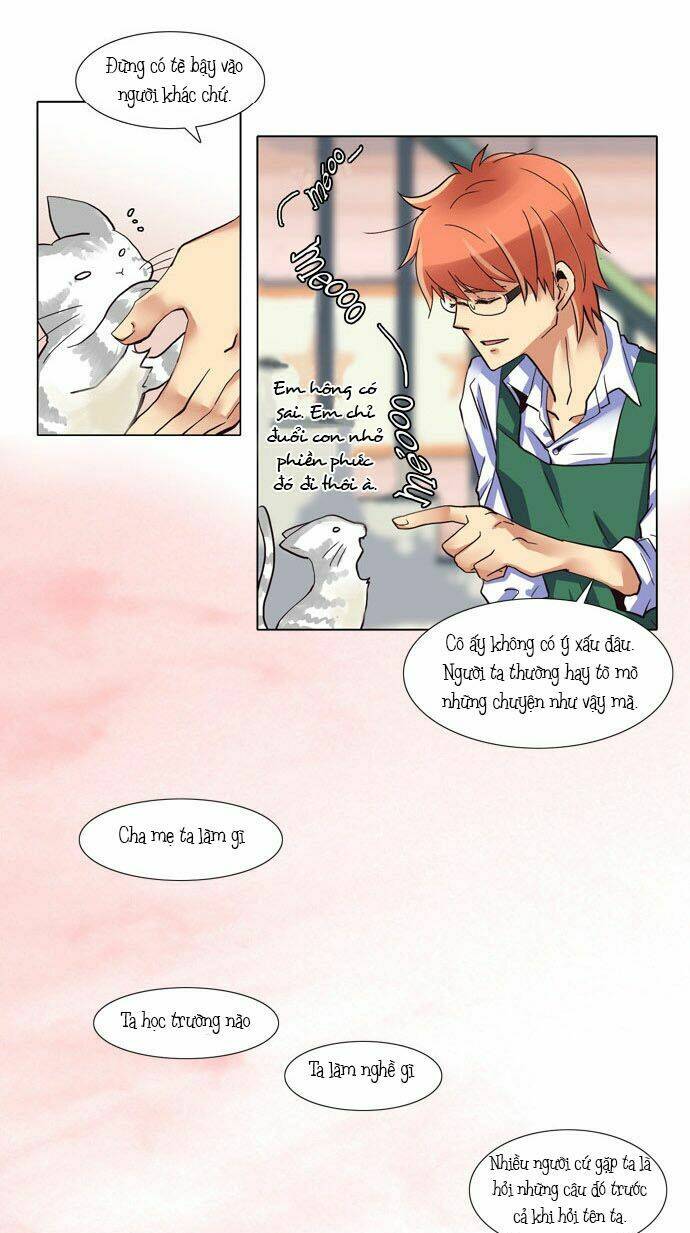 Đừng có tè bậy vào
người khác chứ.
méoo
Méooo
Em hông có
sai. Em chỉ
đuổi con nhỏ
phiền phức
đó đi thôi à.
Méooo
Cô ấy không có ý xấu đâu.
Người ta thường hay tò mò
những chuyện như vậy mà.
Cha mẹ ta làm gì
Ta học trường nào
Ta làm nghề gì
Nhiều người cứ gặp ta là
hỏi những câu đó trước
cả khi hỏi tên ta.